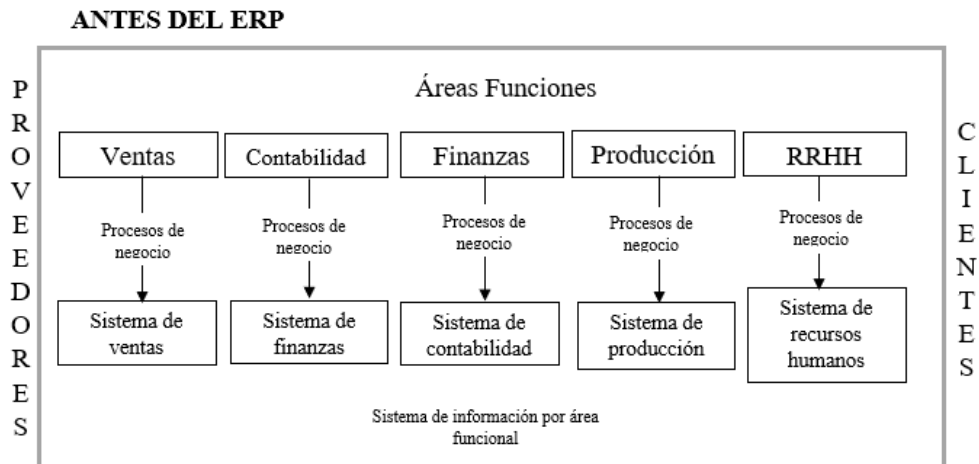 ANTES DEL ERP
PROVEEDORES
Áreas Funciones
Ventas
Contabilidad
Finanzas
Producción
RRHH
Procesos de
negocio
Procesos de
negocio
Procesos de
negocio
Procesos de
negocio
Procesos de
negocio
Sistema de
ventas
Sistema de
finanzas
Sistema de
contabilidad
Sistema de
producción
Sistema de
recursos
humanos
Sistema de información por área
funcional
CLIENTES